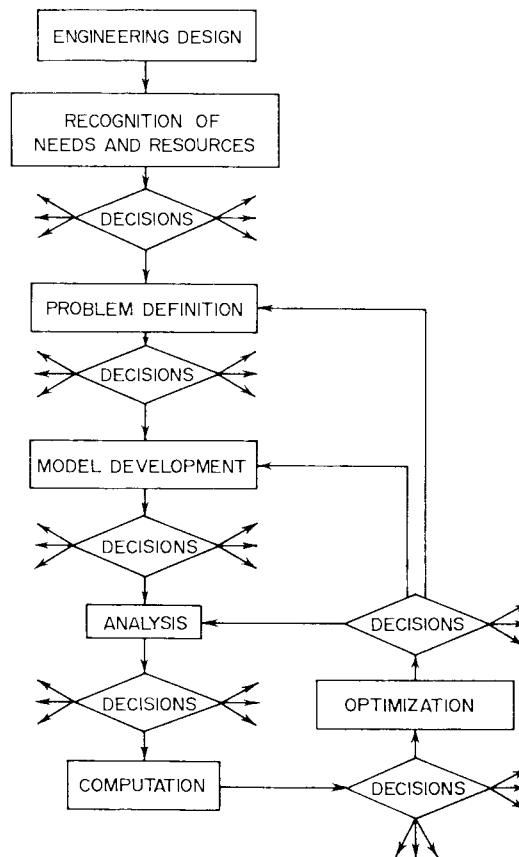 ENGINEERING DESIGN
RECOGNITION OF
NEEDS AND RESOURCES
DECISIONS
PROBLEM DEFINITION
DECISIONS
MODEL DEVELOPMENT
DECISIONS
ANALYSIS
DECISIONS
DECISIONS
OPTIMIZATION
COMPUTATION
DECISIONS